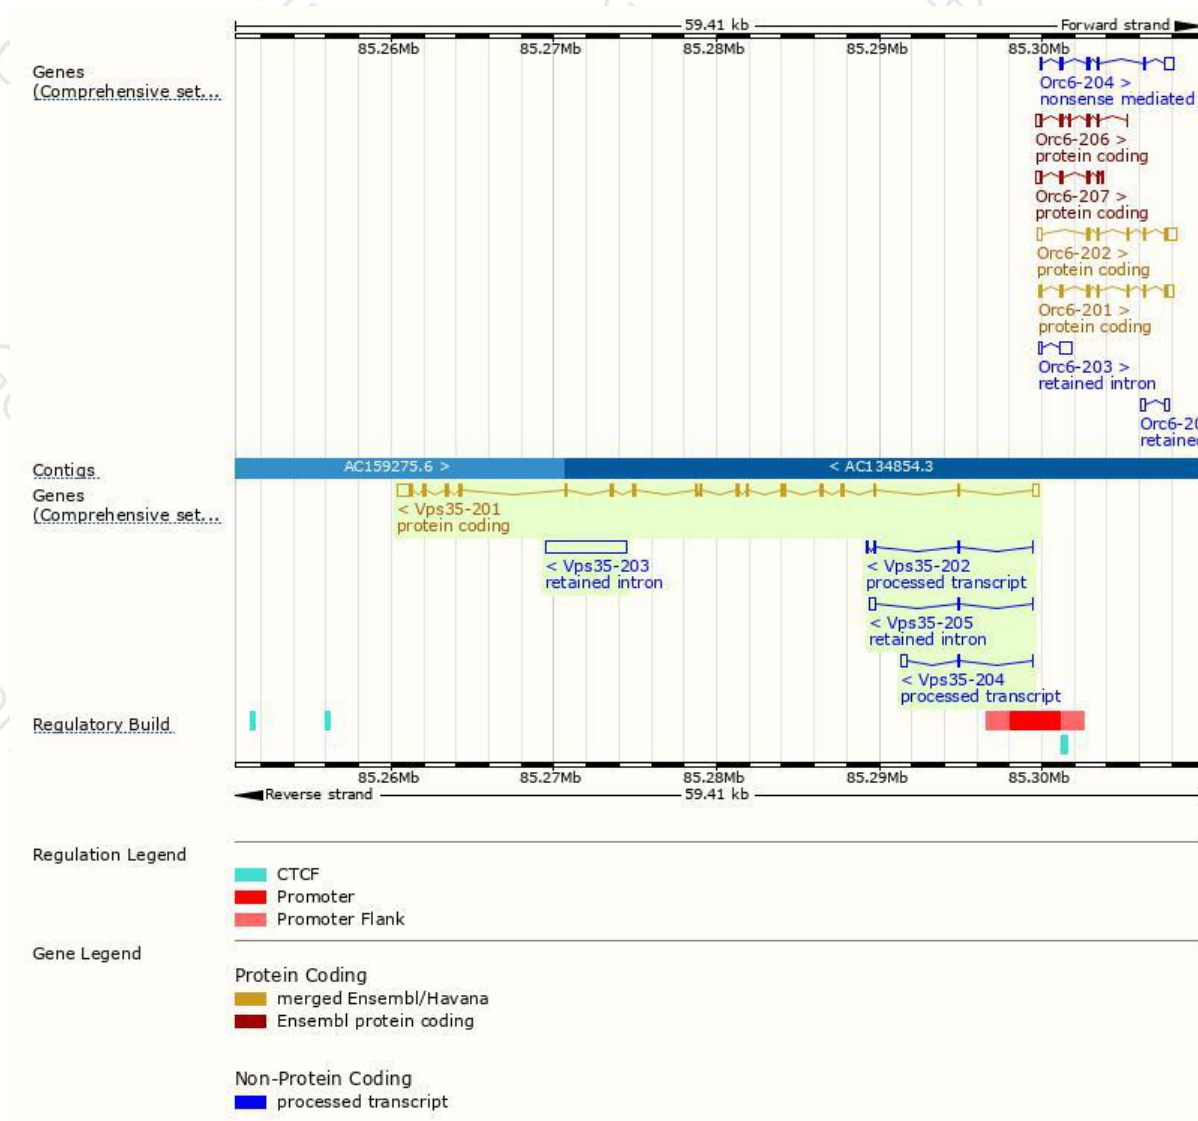 59.41 kb
Forward strand
85.26Mb 85.27Mb 85.28Mb 85.29Mb 85.30Mb
Genes
(Comprehensive set...
Orc6-204 >
nonsense mediated
Orc6-206 >
protein coding
Orc6-207 >
protein coding
Orc6-202 >
protein coding
Orc6-201 >
protein coding
Orc6-203 >
retained intron
Orc6-20
retained
Contigs
AC159275.6 >
< AC134854.3
Genes
(Comprehensive set...
< Vps35-201
protein coding
< Vps35-203
retained intron
< Vps35-202
processed transcript
< Vps35-205
retained intron
< Vps35-204
processed transcript
Regulatory Build
85.26Mb 85.27Mb 85.28Mb 85.29Mb 85.30Mb
Reverse strand
59.41 kb
Regulation Legend
CTCF
Promoter
Promoter Flank
Gene Legend
Protein Coding
merged Ensembl/Havana
Ensembl protein coding
Non-Protein Coding
processed transcript